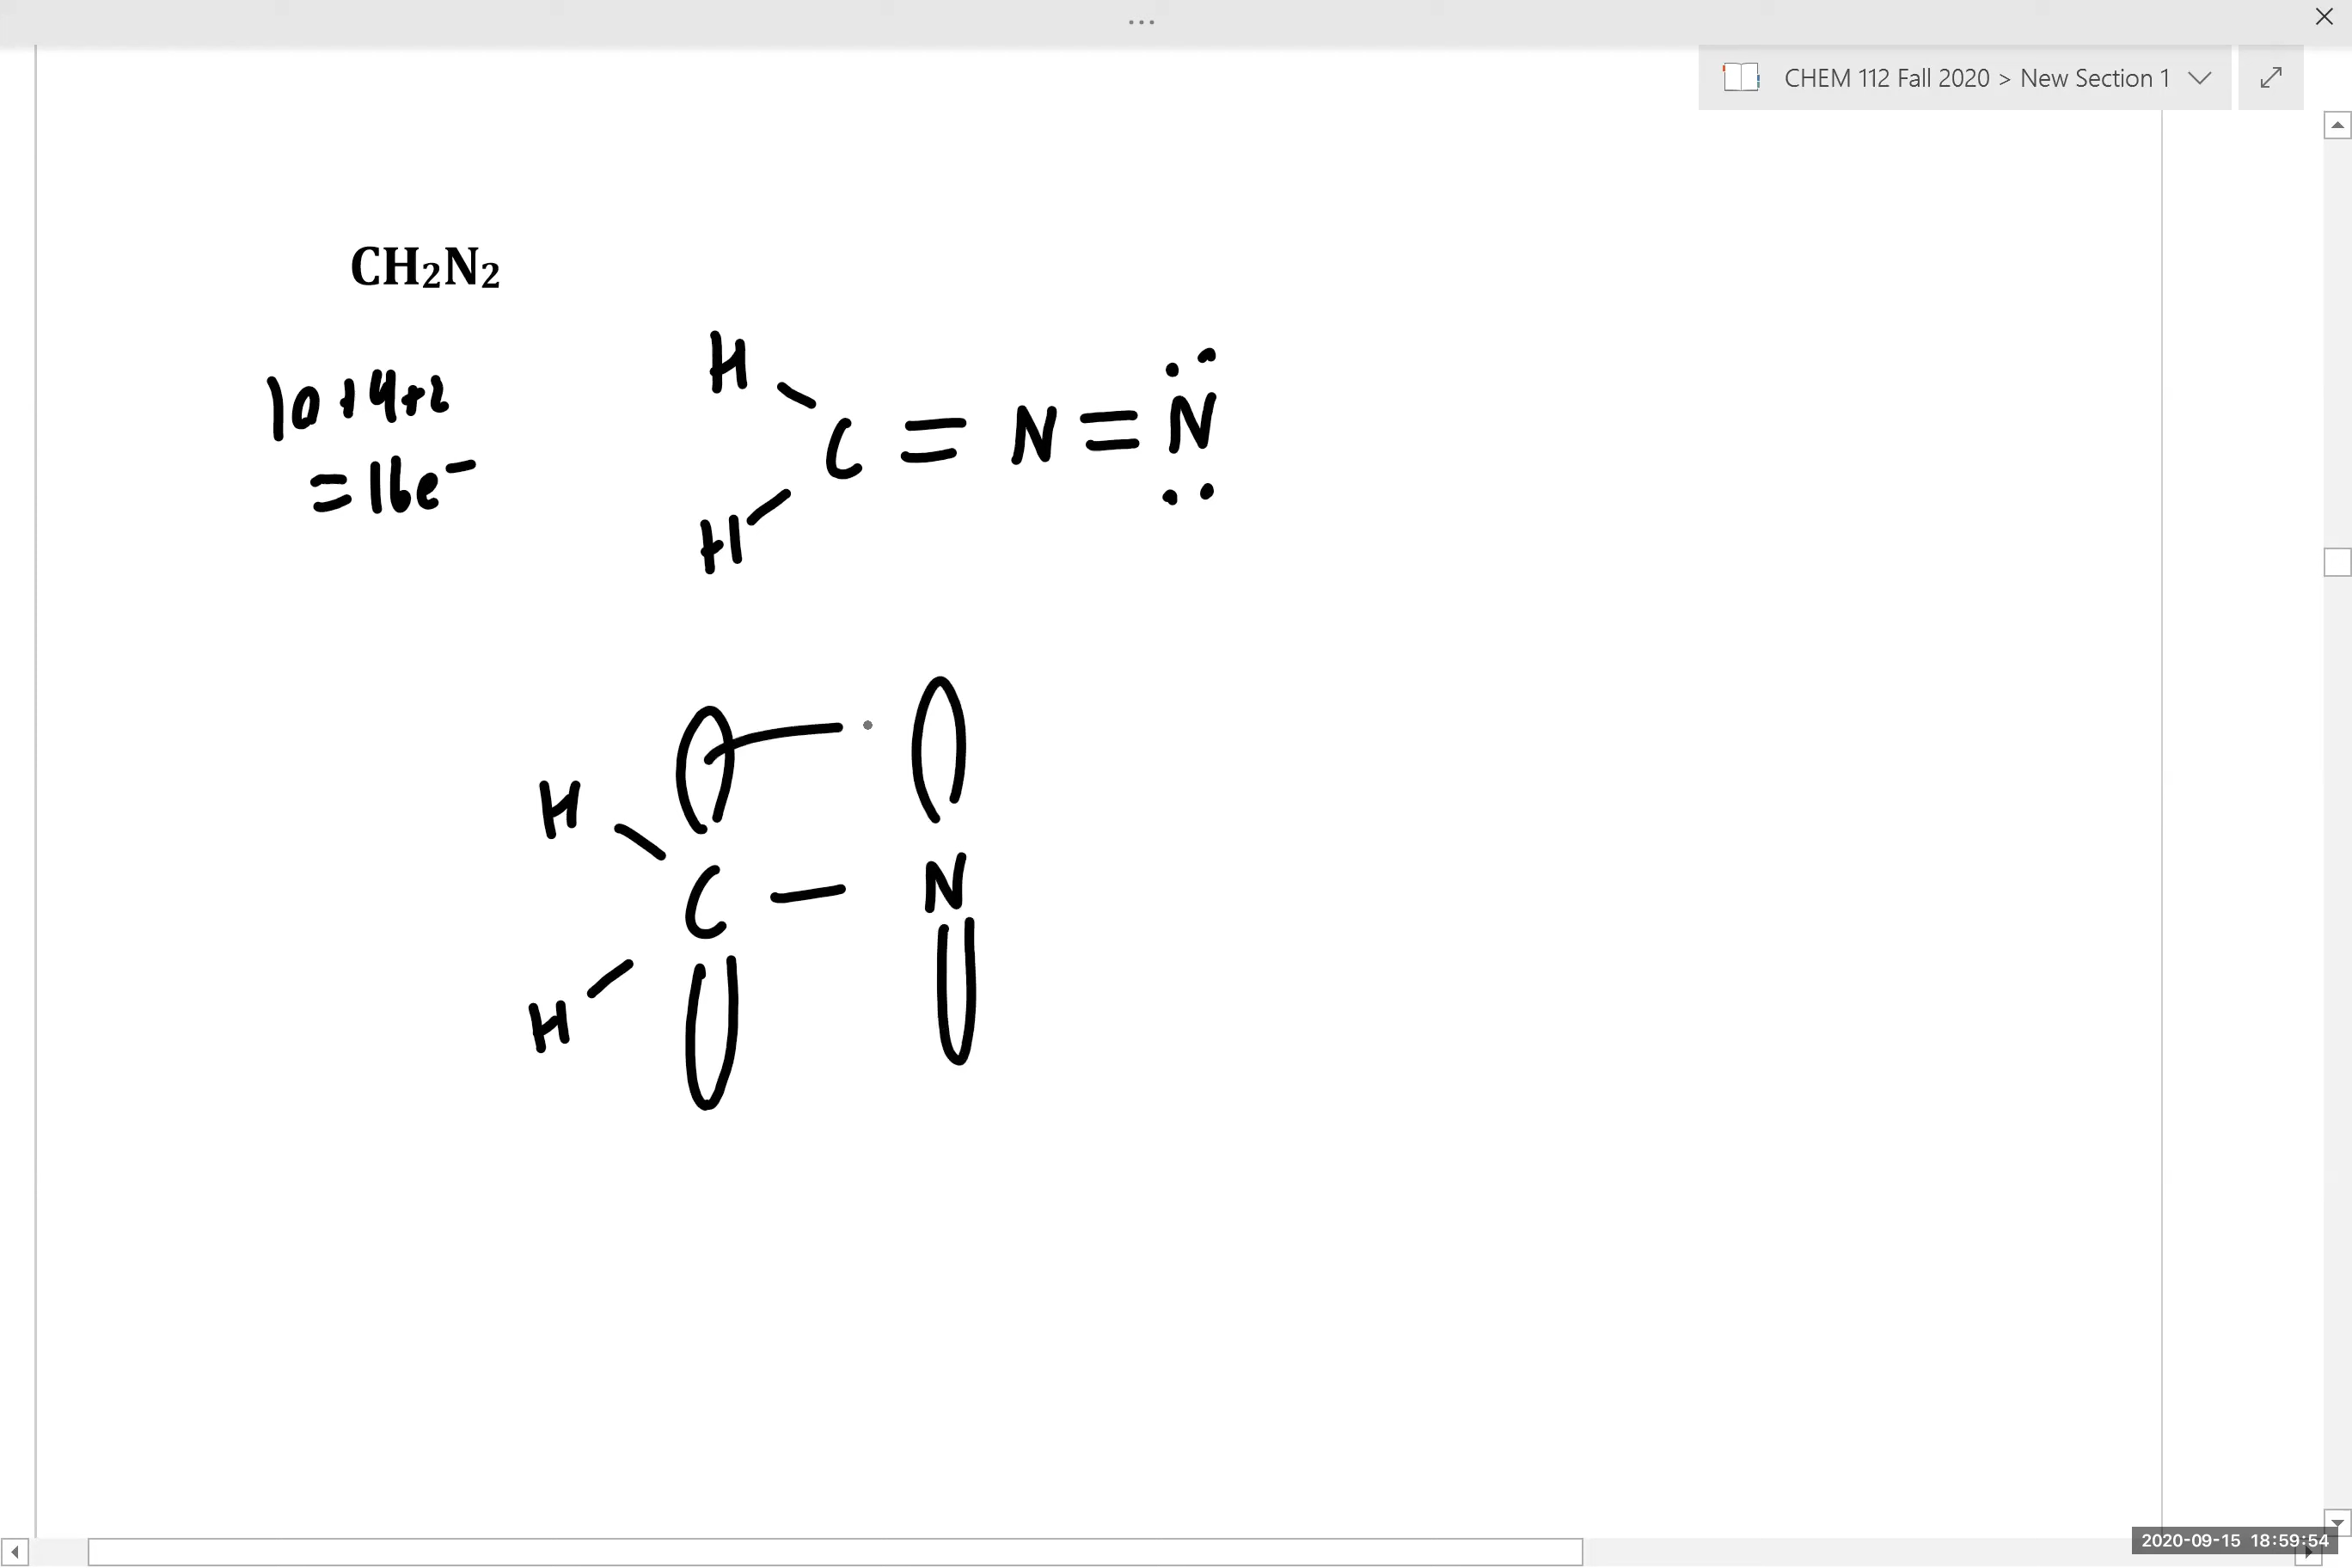 CHEM 112 Fall 2020 > New Section 1
CH₂N₂
10+4+2
=16e⁻
H
C = N = N
H
H
C — N
H
2020-09-15 18:59:54